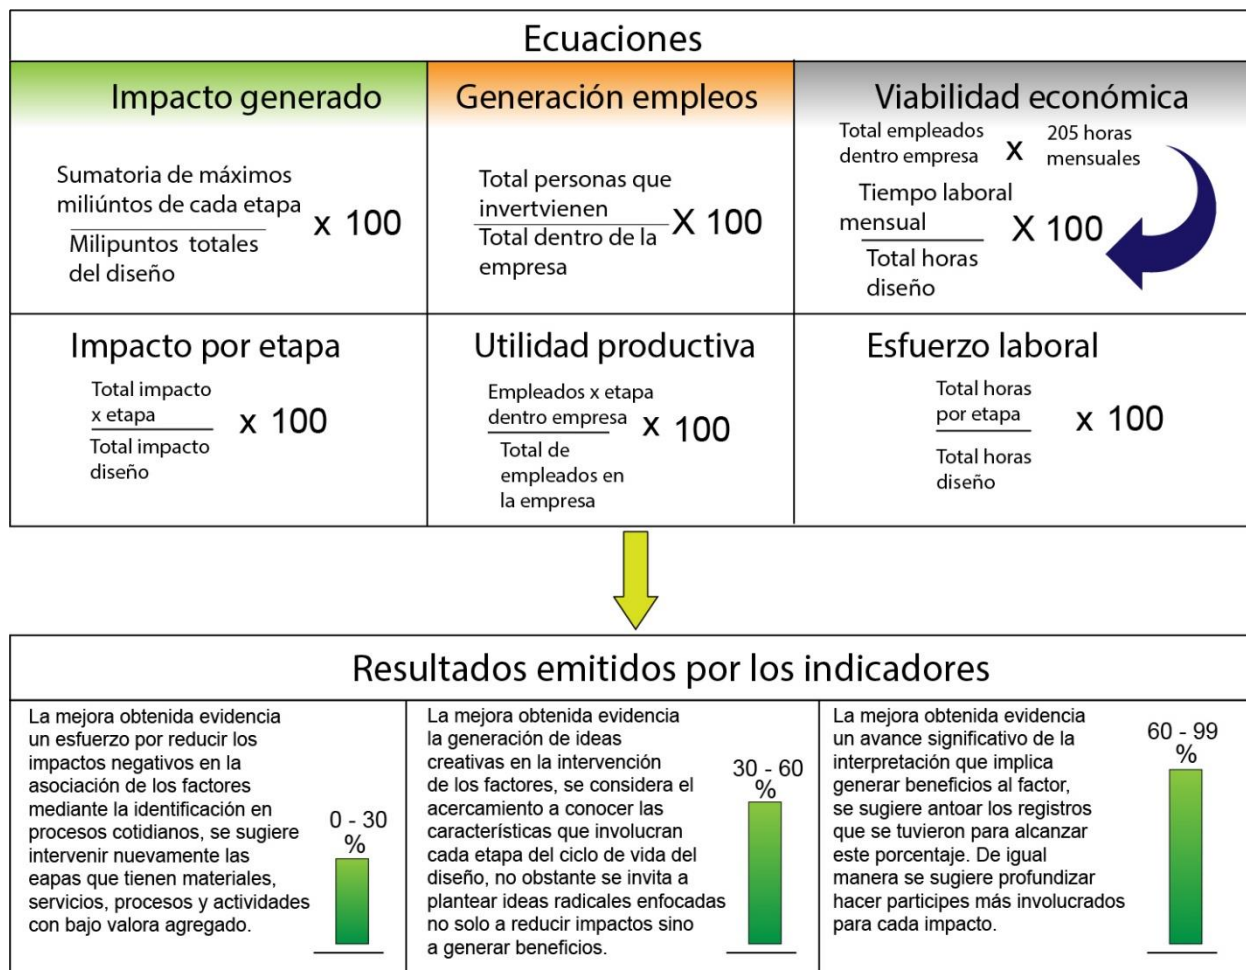 Ecuaciones
Impacto generado
Sumatoria de máximos
miliúntos de cada etapa
Milipuntos totales
del diseño
x 100
Generación empleos
Total personas que
invertvienen
Total dentro de la
empresa
X 100
Viabilidad económica
Total empleados
dentro empresa
x
205 horas
mensuales
Tiempo laboral
mensual
Total horas
diseño
X 100
Impacto por etapa
Total impacto
x etapa
Total impacto
diseño
x 100
Utilidad productiva
Empleados x etapa
dentro empresa
Total de
empleados en
la empresa
x 100
Esfuerzo laboral
Total horas
por etapa
Total horas
diseño
x 100
Resultados emitidos por los indicadores
La mejora obtenida evidencia
un esfuerzo por reducir los
impactos negativos en la
asociación de los factores
mediante la identificación en
procesos cotidianos, se sugiere
intervenir nuevamente las
eapas que tienen materiales,
servicios, procesos y actividades
con bajo valora agregado.
0 - 30
%
La mejora obtenida evidencia
la generación de ideas
creativas en la intervención
de los factores, se considera el
acercamiento a conocer las
características que involucran
cada etapa del ciclo de vida del
diseño, no obstante se invita a
plantear ideas radicales enfocadas
no solo a reducir impactos sino
a generar beneficios.
30 - 60
%
La mejora obtenida evidencia
un avance significativo de la
interpretación que implica
generar beneficios al factor,
se sugiere antoar los registros
que se tuvieron para alcanzar
este porcentaje. De igual
manera se sugiere profundizar
hacer participes más involucrados
para cada impacto.
60 - 99
%